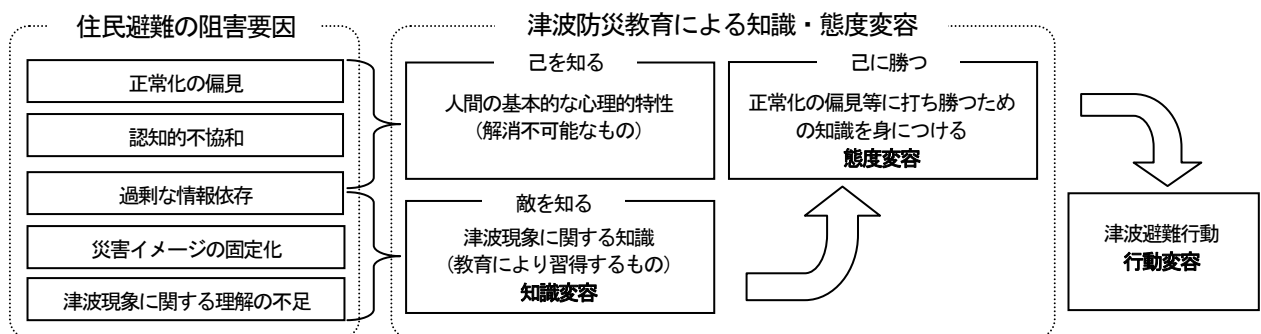 住民避難の阻害要因
正常化の偏見
認知的不協和
過剰な情報依存
災害イメージの固定化
津波現象に関する理解の不足
津波防災教育による知識・態度変容
己を知る
人間の基本的な心理的特性
(解消不可能なもの)
敵を知る
津波現象に関する知識
(教育により習得するもの)
知識変容
己に勝つ
正常化の偏見等に打ち勝つため
の知識を身につける
態度変容
津波避難行動
行動変容